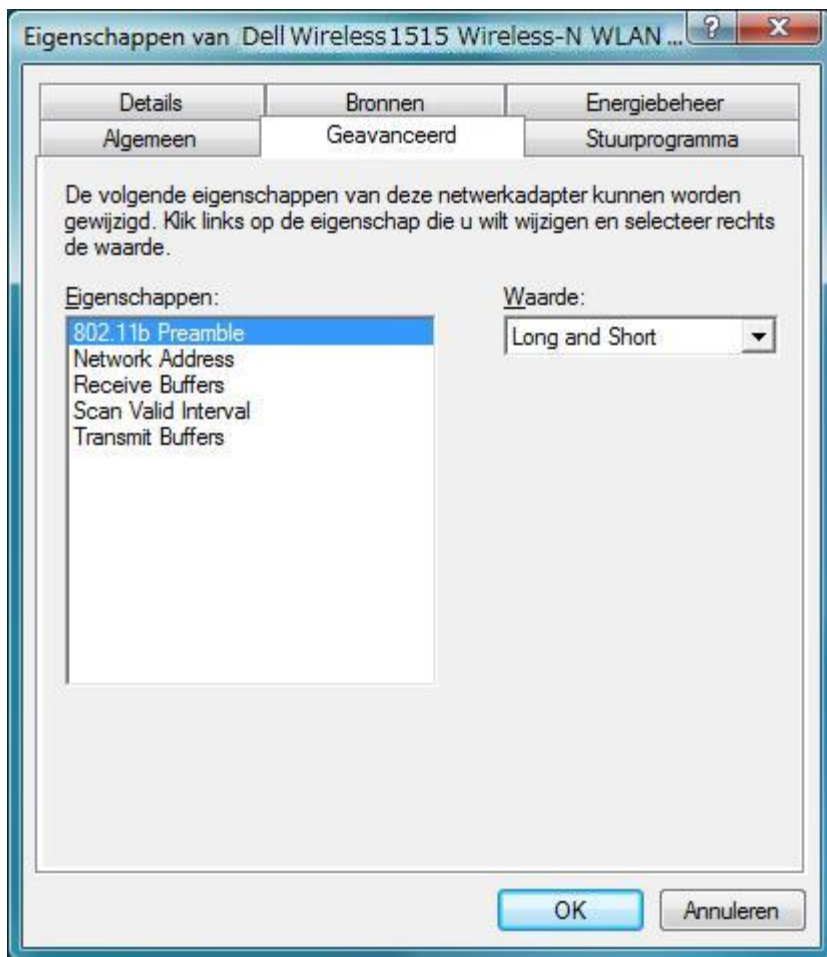 Eigenschappen van Dell Wireless1515 Wireless-N WLAN ...
?
X
Details
Bronnen
Energiebeheer
Algemeen
Geavanceerd
Stuurprogramma
De volgende eigenschappen van deze netwerkadapter kunnen worden
gewijzigd. Klik links op de eigenschap die u wilt wijzigen en selecteer rechts
de waarde.
Eigenschappen:
Waarde:
802.11b Preamble
Long and Short
Network Address
Receive Buffers
Scan Valid Interval
Transmit Buffers
OK
Annuleren